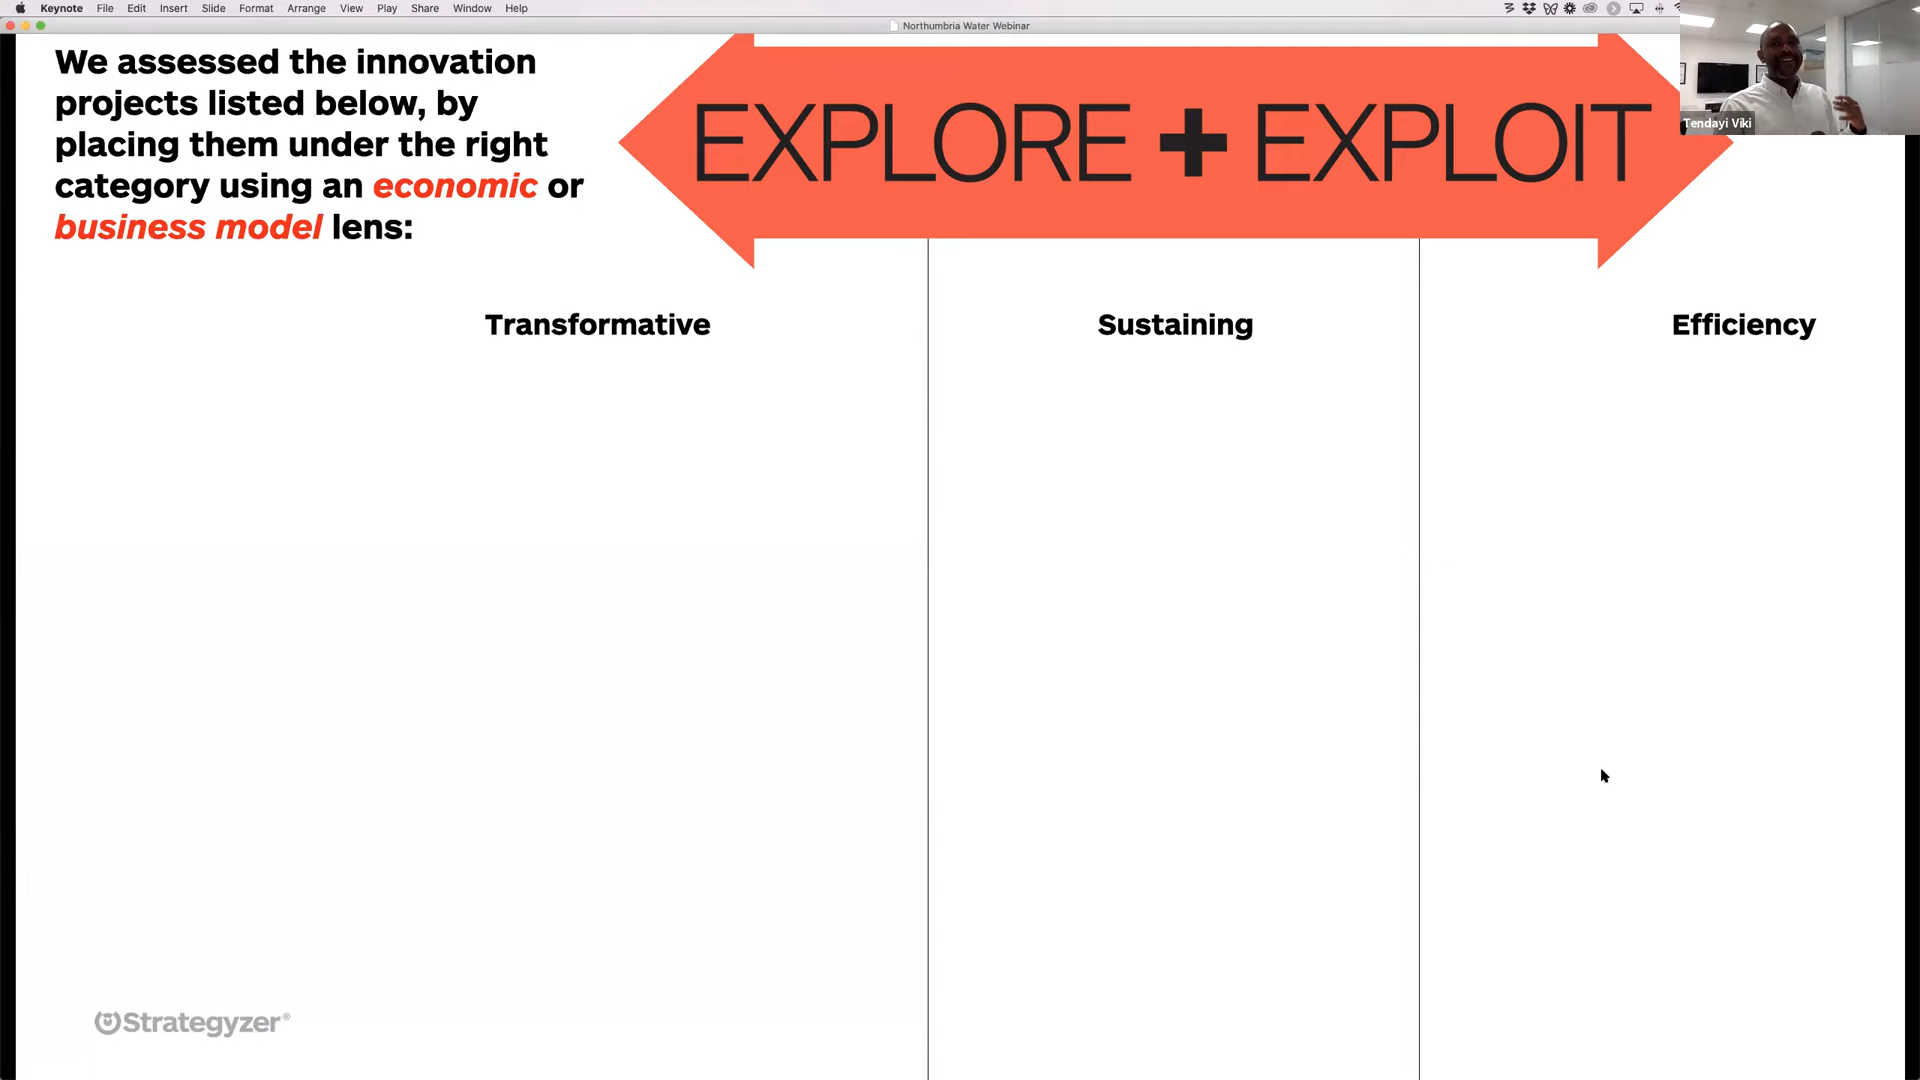 Keynote File Edit Insert Slide Format Arrange View Play Share Window Help
Northumbria Water Webinar
We assessed the innovation
projects listed below, by
placing them under the right
category using an economic or
business model lens:
EXPLORE + EXPLOIT
Tendayi Viki
Transformative Sustaining Efficiency
Strategyzer®